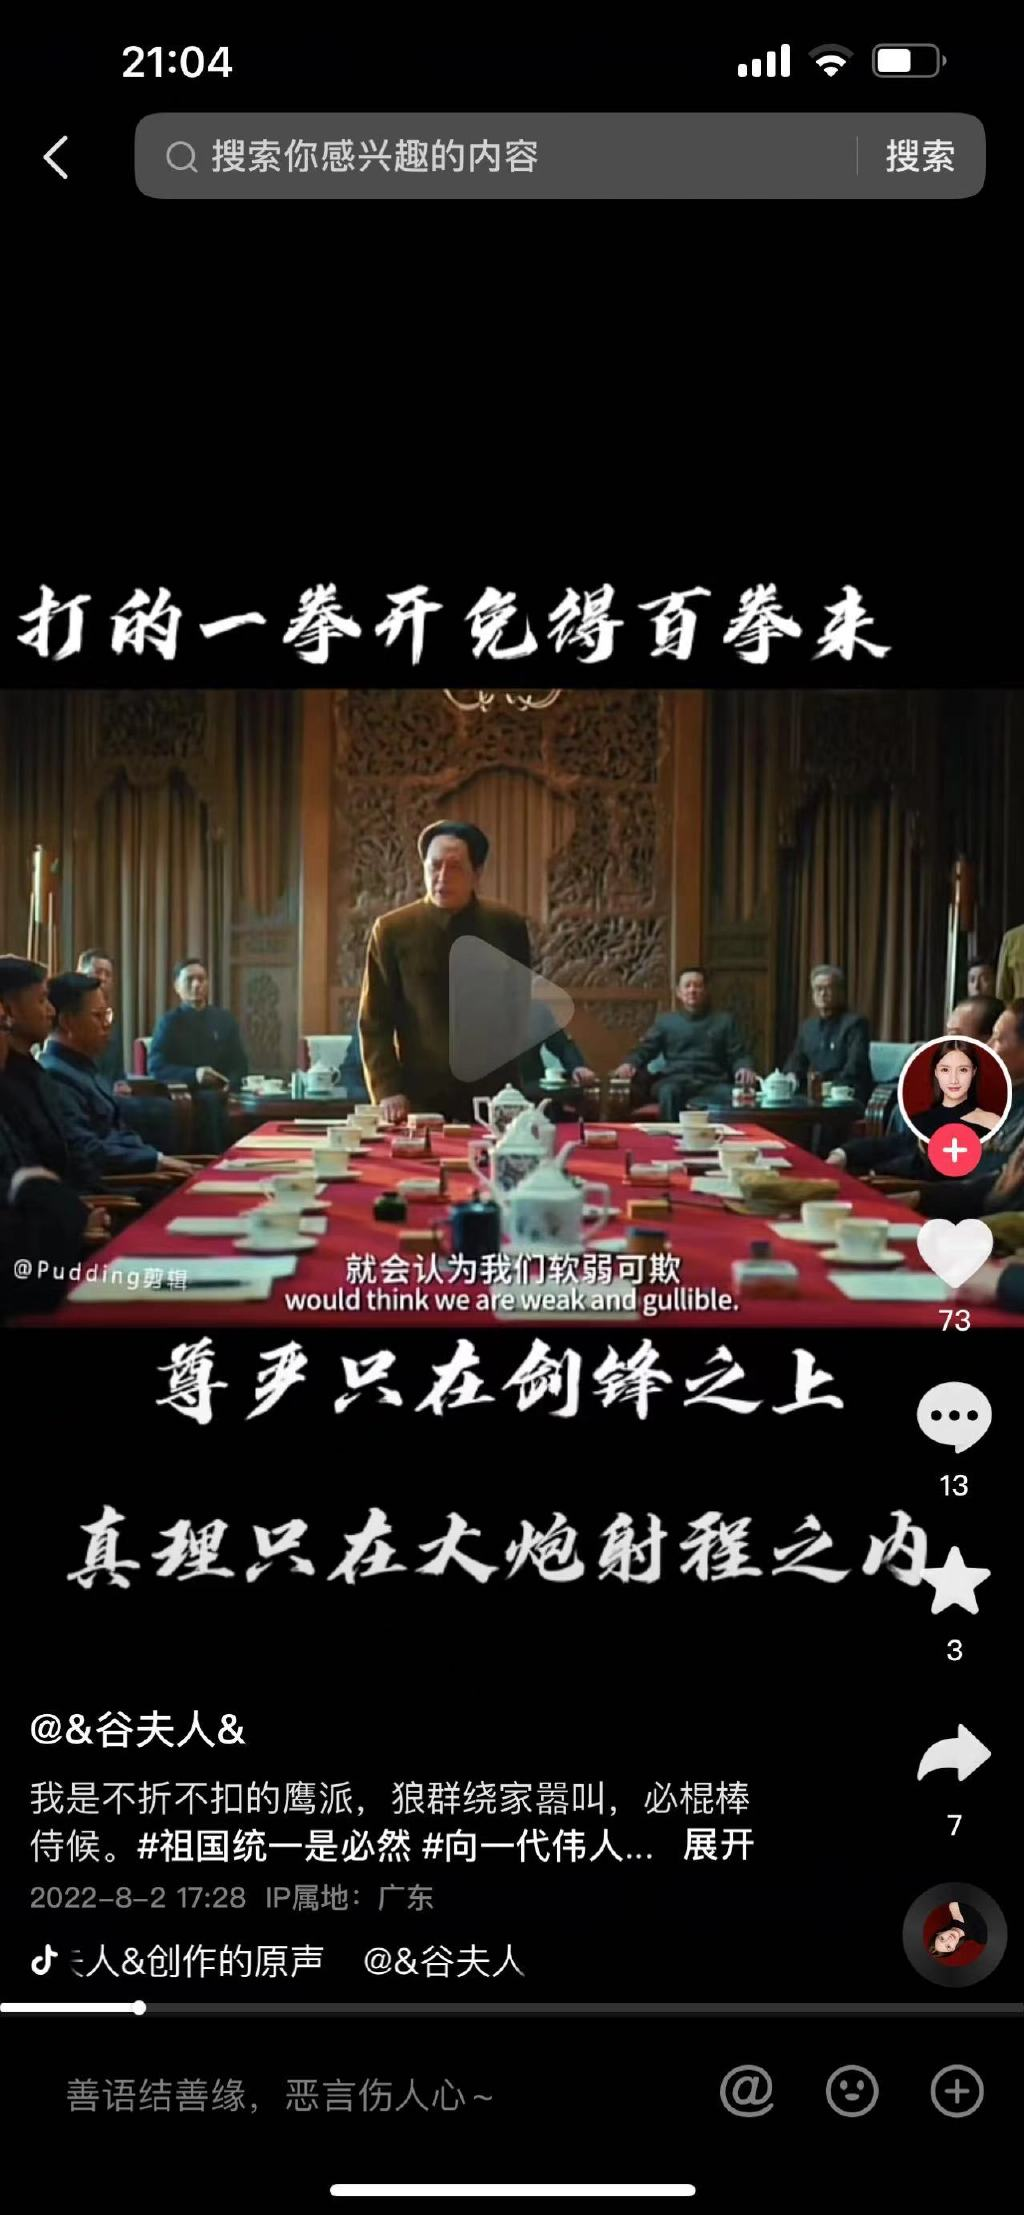 21:04
搜索你感兴趣的内容 搜索
打的一拳开免得百拳来
@Pudding剪辑
就会认为我们软弱可欺
would think we are weak and gullible.
尊严只在剑锋之上
真理只在大炮射程之内
73
13
3
7
@&谷夫人&
我是不折不扣的鹰派，狼群绕家嚣叫，必棍棒
侍候。#祖国统一是必然 #向一代伟人... 展开
2022-8-2 17:28 IP属地：广东
人&创作的原声 @&谷夫人
善语结善缘，恶言伤人心～